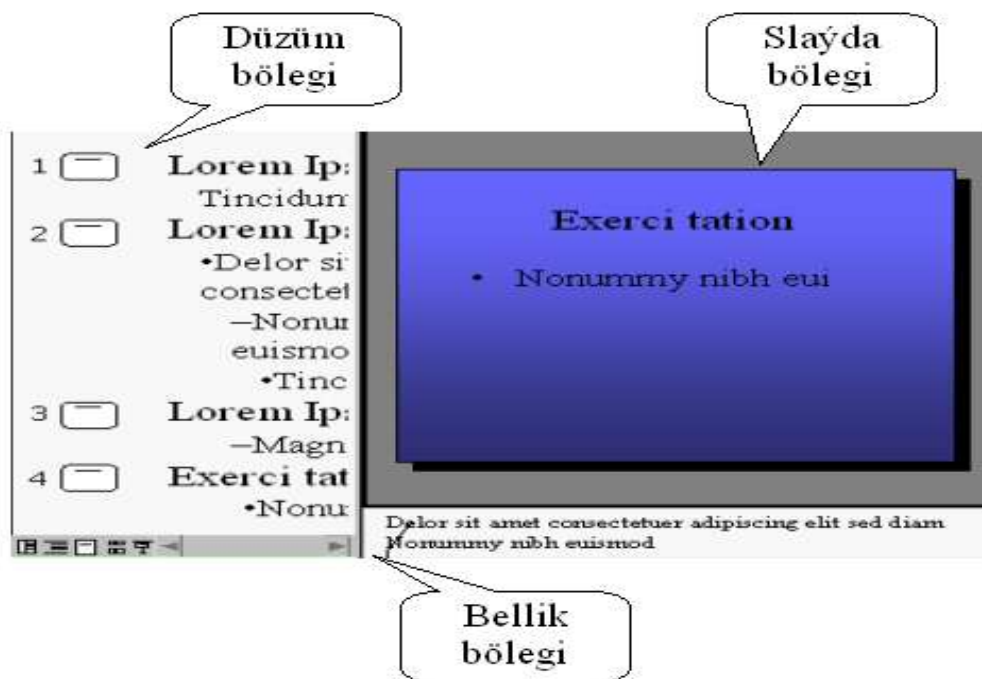 Düzüm
bölegi
Slaýda
bölegi
1 Lorem Ip
Tincidun
2 Lorem Ip
•Delor si
consectet
–Nonu
euismo
•Tinc
3 Lorem Ip
–Magn
4 Exerci tat
•Nonu
Exerci tation
• Nonummy nibh eui
Delor sit amet consectetuer adipiscing elit sed diam
Nonummy nibh euismod
Bellik
bölegi